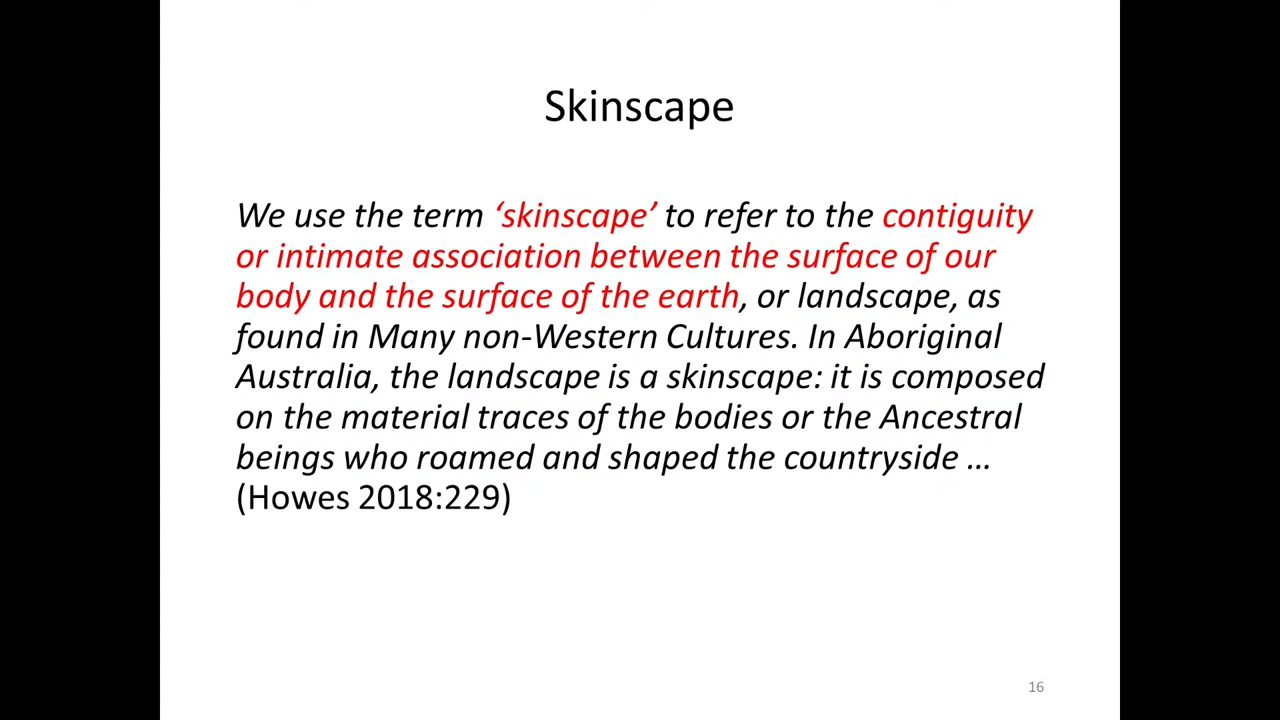 Skinscape
We use the term ‘skinscape’ to refer to the contiguity
or intimate association between the surface of our
body and the surface of the earth, or landscape, as
found in Many non-Western Cultures. In Aboriginal
Australia, the landscape is a skinscape: it is composed
on the material traces of the bodies or the Ancestral
beings who roamed and shaped the countryside …
(Howes 2018:229)
16